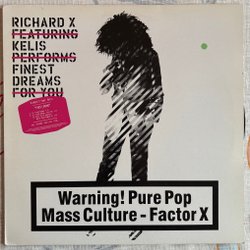 RICHARD X
FEATURING
KELIS
PERFORMS
FINEST
DREAMS
FOR YOU
Warning! Pure Pop
Mass Culture - Factor X